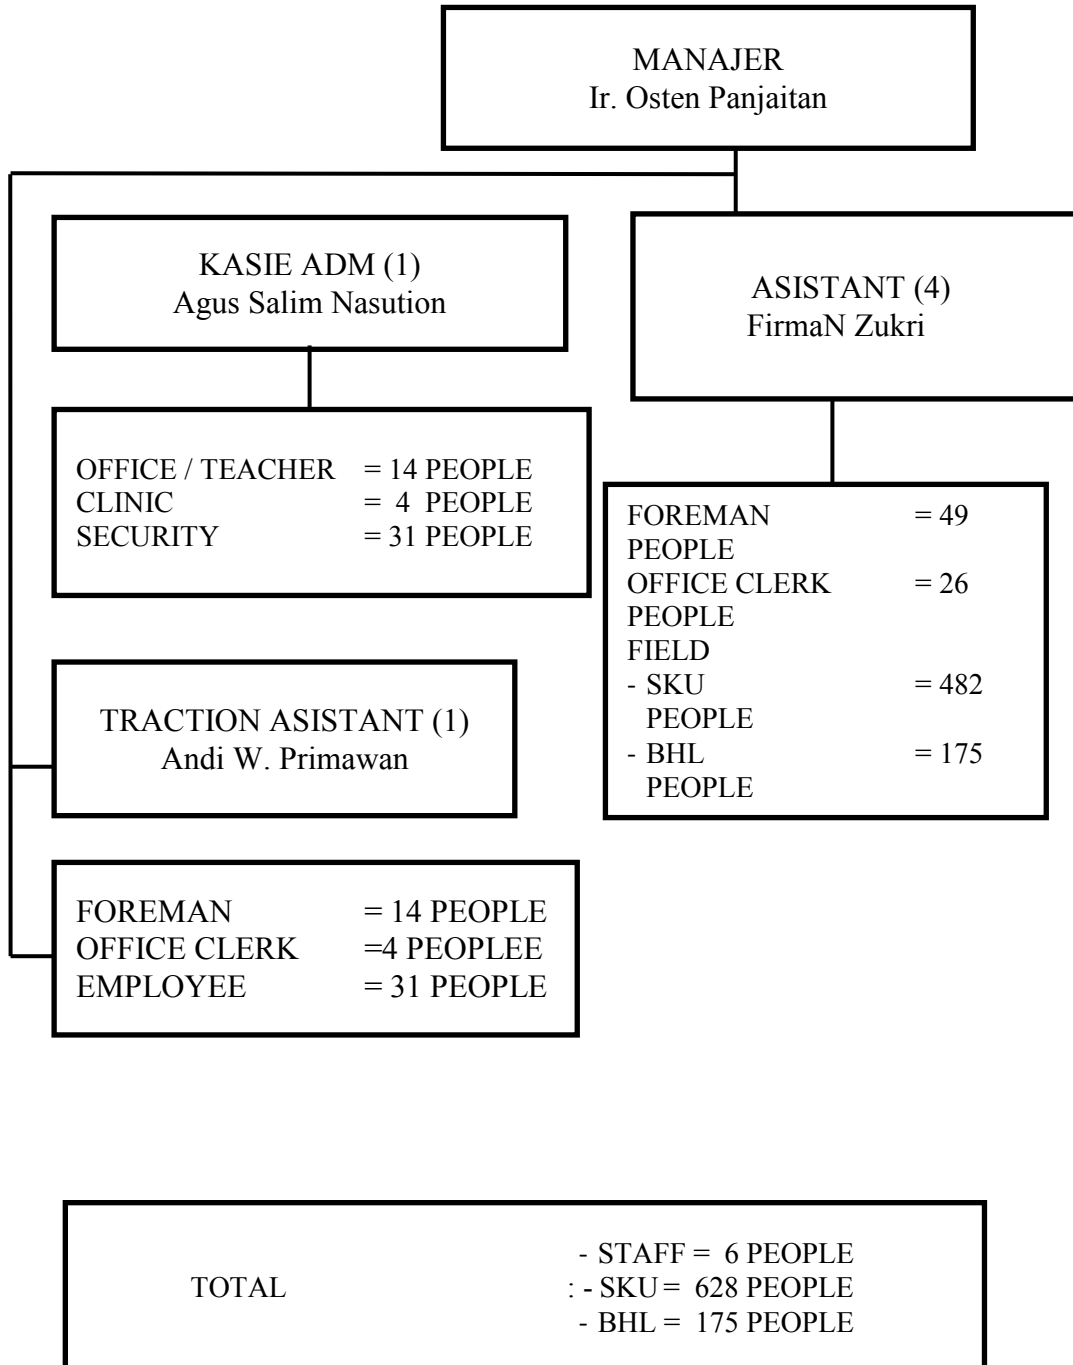 MANAJER
Ir. Osten Panjaitan
KASIE ADM (1)
Agus Salim Nasution
ASISTANT (4)
FirmaN Zukri
OFFICE / TEACHER = 14 PEOPLE
CLINIC = 4 PEOPLE
SECURITY = 31 PEOPLE
FOREMAN = 49
PEOPLE
OFFICE CLERK = 26
PEOPLE
FIELD
- SKU = 482
PEOPLE
- BHL = 175
PEOPLE
TRACTION ASISTANT (1)
Andi W. Primawan
FOREMAN = 14 PEOPLE
OFFICE CLERK =4 PEOPLEE
EMPLOYEE = 31 PEOPLE
- STAFF = 6 PEOPLE
TOTAL : - SKU = 628 PEOPLE
- BHL = 175 PEOPLE